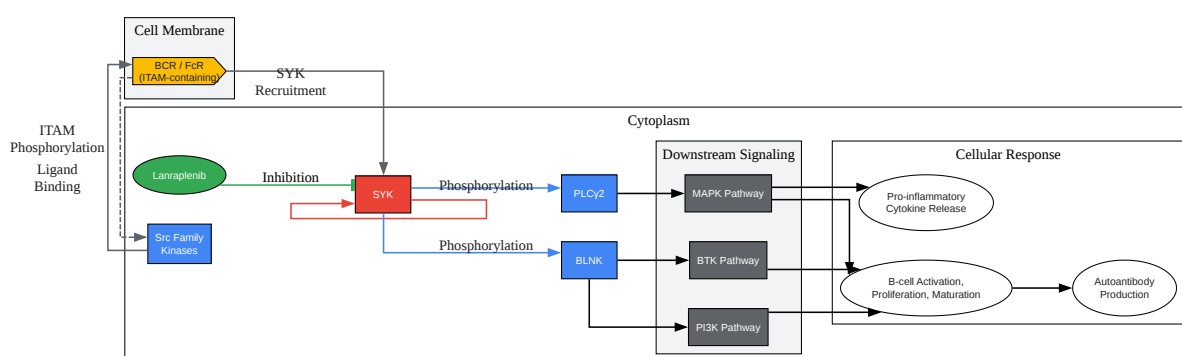 Cell Membrane
BCR / FcR
(ITAM-containing)
SYK
Recruitment
ITAM
Phosphorylation
Ligand
Binding
Cytoplasm
Downstream Signaling
Cellular Response
Lanraplenib
Inhibition
SYK
Phosphorylation
PLCγ2
MAPK Pathway
Pro-inflammatory
Cytokine Release
Src Family
Kinases
Phosphorylation
BLNK
BTK Pathway
B-cell Activation,
Proliferation, Maturation
Autoantibody
Production
PI3K Pathway